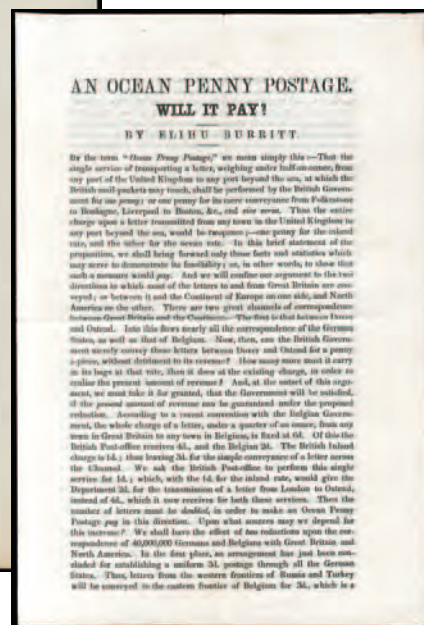 AN OCEAN PENNY POSTAGE.
WILL IT PAY?
BY ELIHU BURRITT.
By the term "Ocean Penny Postage," we mean simply this:—That the
single service of transporting a letter, weighing under half-an-ounce, from
any port of the United Kingdom to any port beyond the sea, at which the
British mail-packets may touch, shall be performed by the British Govern-
ment for one penny; or one penny for its mere conveyance from Folkestone
to Boulogne, Liverpool to Boston, &c., and vice versa. Thus the entire
charge upon a letter transmitted from any town in the United Kingdom to
any port beyond the sea, would be twopence;—one penny for the inland
rate, and the other for the ocean rate. In this brief statement of the
proposition, we shall bring forward only those facts and statistics which
may serve to demonstrate its feasibility; or, in other words, to show that
such a measure would pay. And we will confine our argument to the two
directions in which most of the letters to and from Great Britain are con-
veyed; or between it and the Continent of Europe on one side, and North
America on the other. There are two great channels of correspondence
between Great Britain and the Continent. The first is that between Dover
and Ostend. Into this flows nearly all the correspondence of the German
States, as well as that of Belgium. Now, then, can the British Govern-
ment merely convey these letters between Dover and Ostend for a penny
a-piece, without detriment to its revenue? How many more must it carry
in its bags at that rate, than it does at the existing charge, in order to
realise the present amount of revenue? And, at the outset of this argu-
ment, we must take it for granted, that the Government will be satisfied,
if the present amount of revenue can be guaranteed under the proposed
reduction. According to a recent convention with the Belgian Govern-
ment, the whole charge of a letter, under a quarter of an ounce, from any
town in Great Britain to any town in Belgium, is fixed at 6d. Of this the
British Post-office receives 4d., and the Belgian 2d. The British Inland
charge is 1d.; thus leaving 3d. for the simple conveyance of a letter across
the Channel. We ask the British Post-office to perform this single
service for 1d.; which, with the 1d. for the inland rate, would give the
Department 2d. for the transmission of a letter from London to Ostend,
instead of 4d., which it now receives for both these services. Then the
number of letters must be doubled, in order to make an Ocean Penny
Postage pay in this direction. Upon what sources may we depend for
this increase? We shall have the effect of two reductions upon the cor-
respondence of 40,000,000 Germans and Belgians with Great Britain and
North America. In the first place, an arrangement has just been con-
cluded for establishing a uniform 3d. postage through all the German
States. Thus, letters from the western frontiers of Russia and Turkey
will be conveyed to the eastern frontier of Belgium for 3d., which is a